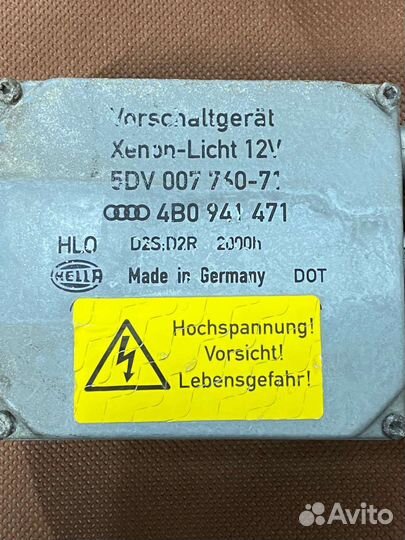 Vorschaltgerät
Xenon-Licht 12V
5DV 007 760-71
4B0 941 471
HLO D2S;D2R 2000h
HELLA Made in Germany DOT
Hochspannung!
Vorsicht!
Lebensgefahr!
Avito